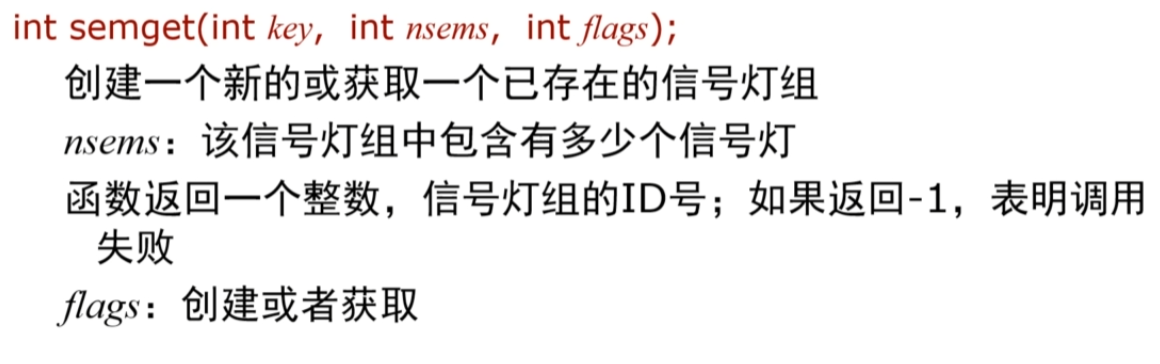 int semget(int key, int nsems, int flags);
创建一个新的或获取一个已存在的信号灯组
nsems：该信号灯组中包含有多少个信号灯
函数返回一个整数，信号灯组的ID号；如果返回-1，表明调用
失败
flags：创建或者获取